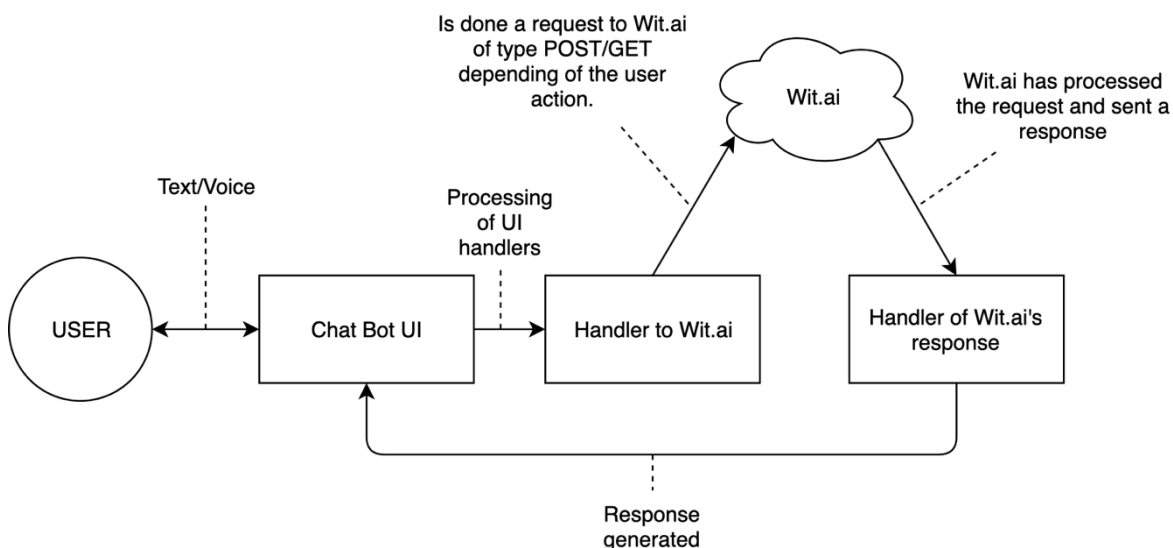 Is done a request to Wit.ai
of type POST/GET
depending of the user
action.
Wit.ai
Wit.ai has processed
the request and sent a
response
Text/Voice
Processing
of UI
handlers
USER
Chat Bot UI
Handler to Wit.ai
Handler of Wit.ai's
response
Response
generated